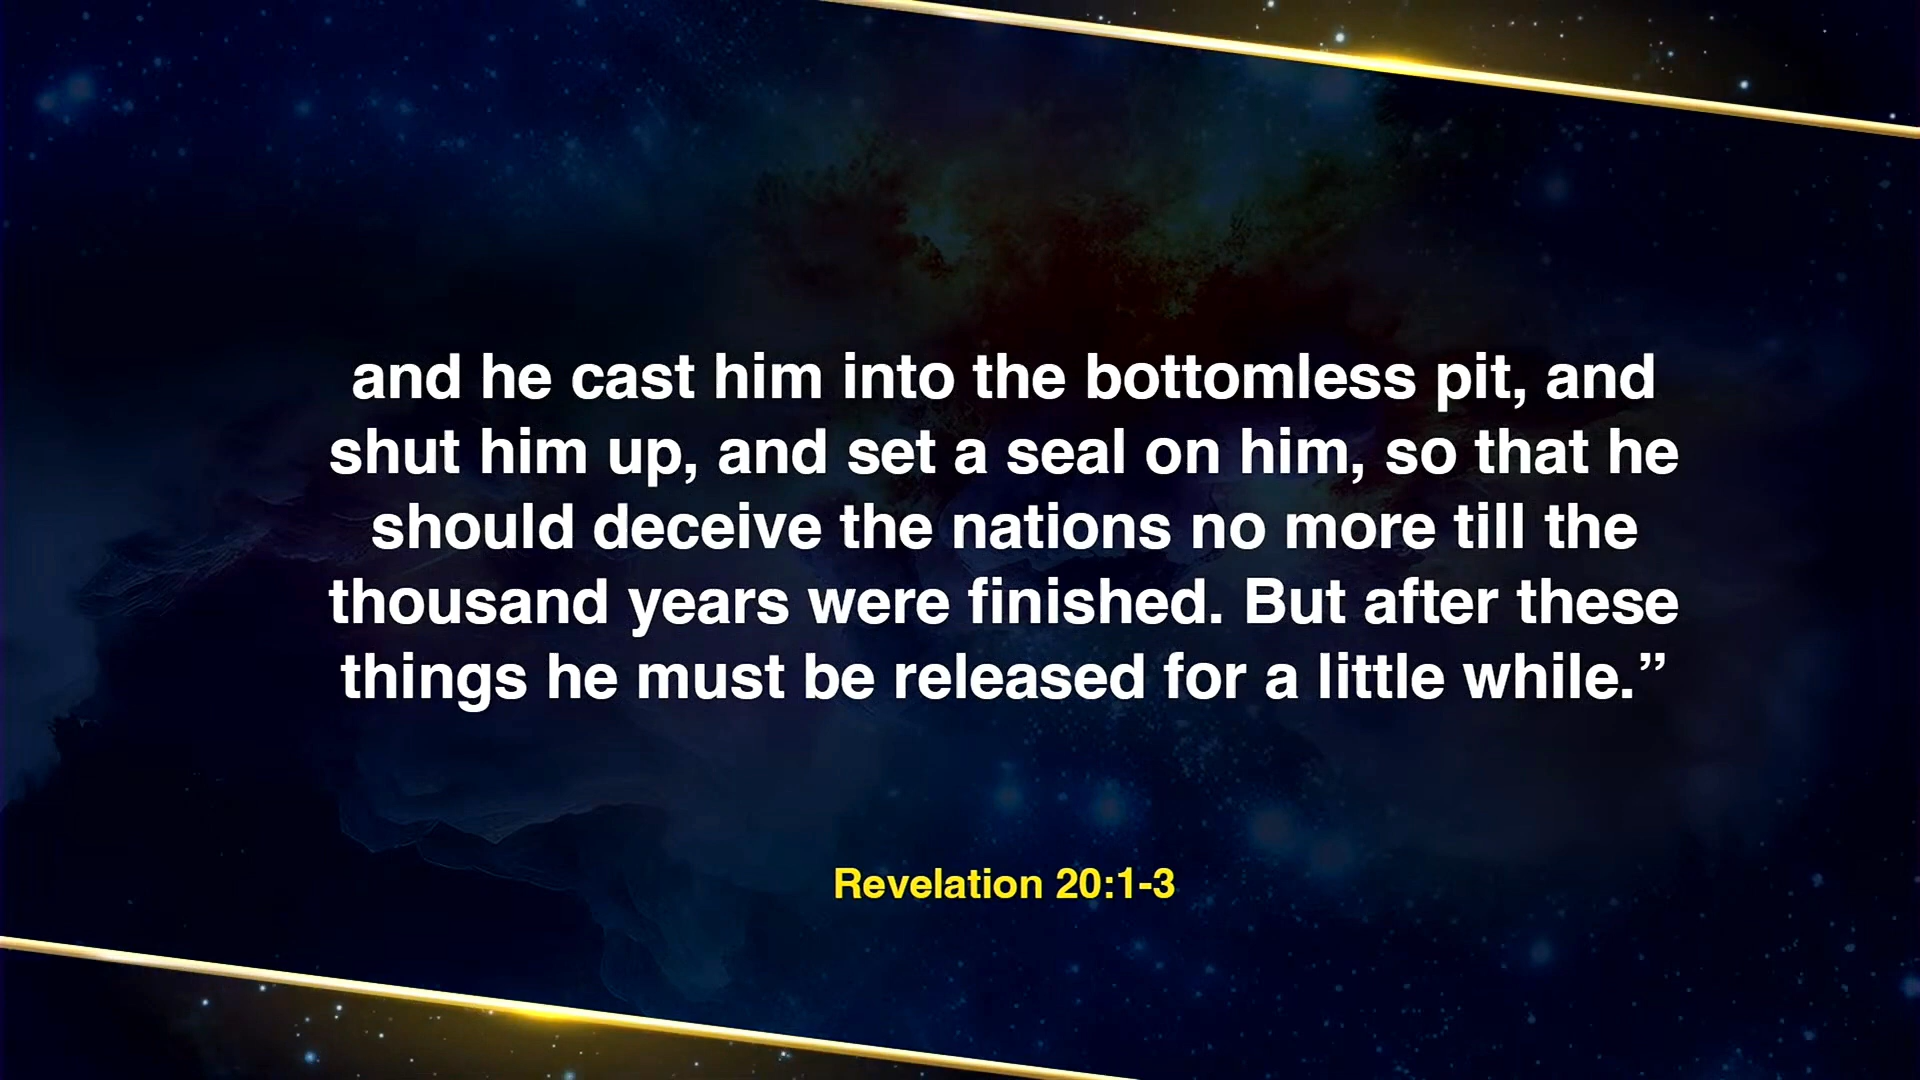 and he cast him into the bottomless pit, and
shut him up, and set a seal on him, so that he
should deceive the nations no more till the
thousand years were finished. But after these
things he must be released for a little while.”
Revelation 20:1-3